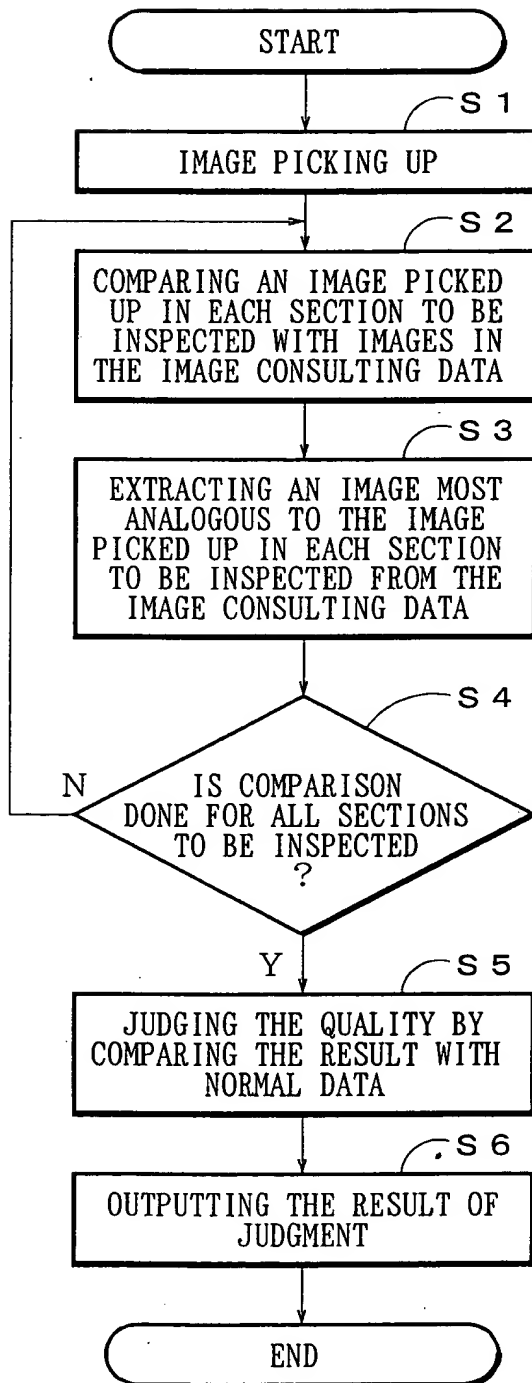 START
S 1
IMAGE PICKING UP
S 2
COMPARING AN IMAGE PICKED
UP IN EACH SECTION TO BE
INSPECTED WITH IMAGES IN
THE IMAGE CONSULTING DATA
S 3
EXTRACTING AN IMAGE MOST
ANALOGOUS TO THE IMAGE
PICKED UP IN EACH SECTION
TO BE INSPECTED FROM THE
IMAGE CONSULTING DATA
S 4
N
IS COMPARISON
DONE FOR ALL SECTIONS
TO BE INSPECTED
?
Y
S 5
JUDGING THE QUALITY BY
COMPARING THE RESULT WITH
NORMAL DATA
S 6
OUTPUTTING THE RESULT OF
JUDGMENT
END